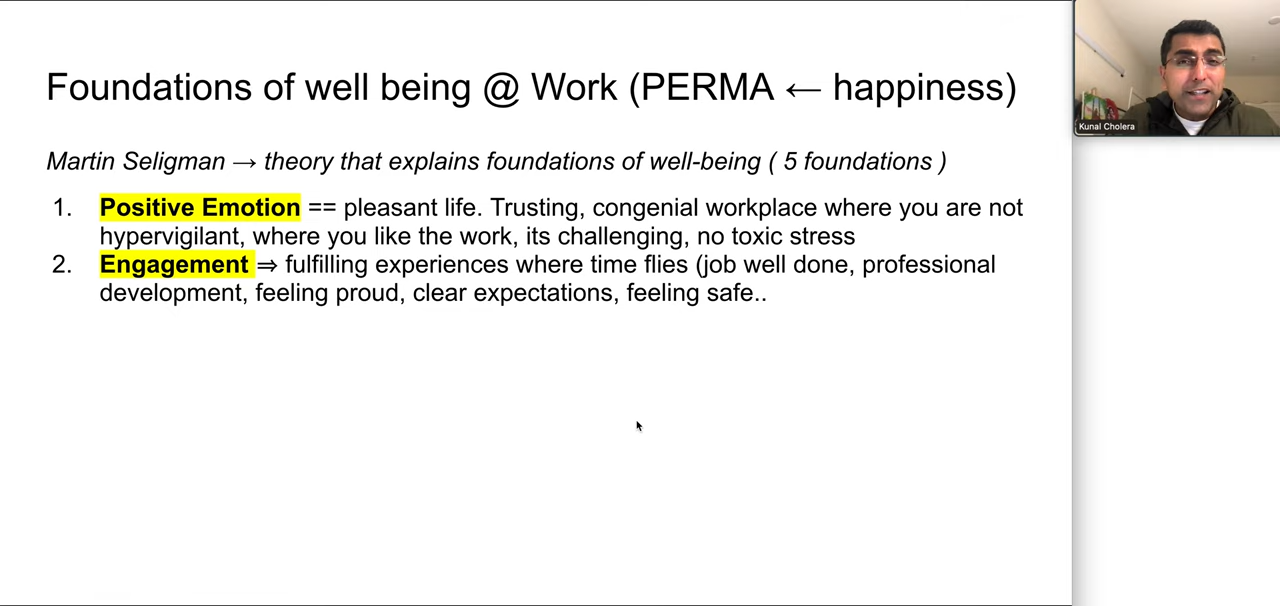 Foundations of well being @ Work (PERMA ← happiness)
Martin Seligman → theory that explains foundations of well-being ( 5 foundations )
1. Positive Emotion == pleasant life. Trusting, congenial workplace where you are not
hypervigilant, where you like the work, its challenging, no toxic stress
2. Engagement ⇒ fulfilling experiences where time flies (job well done, professional
development, feeling proud, clear expectations, feeling safe..
Kunal Cholera